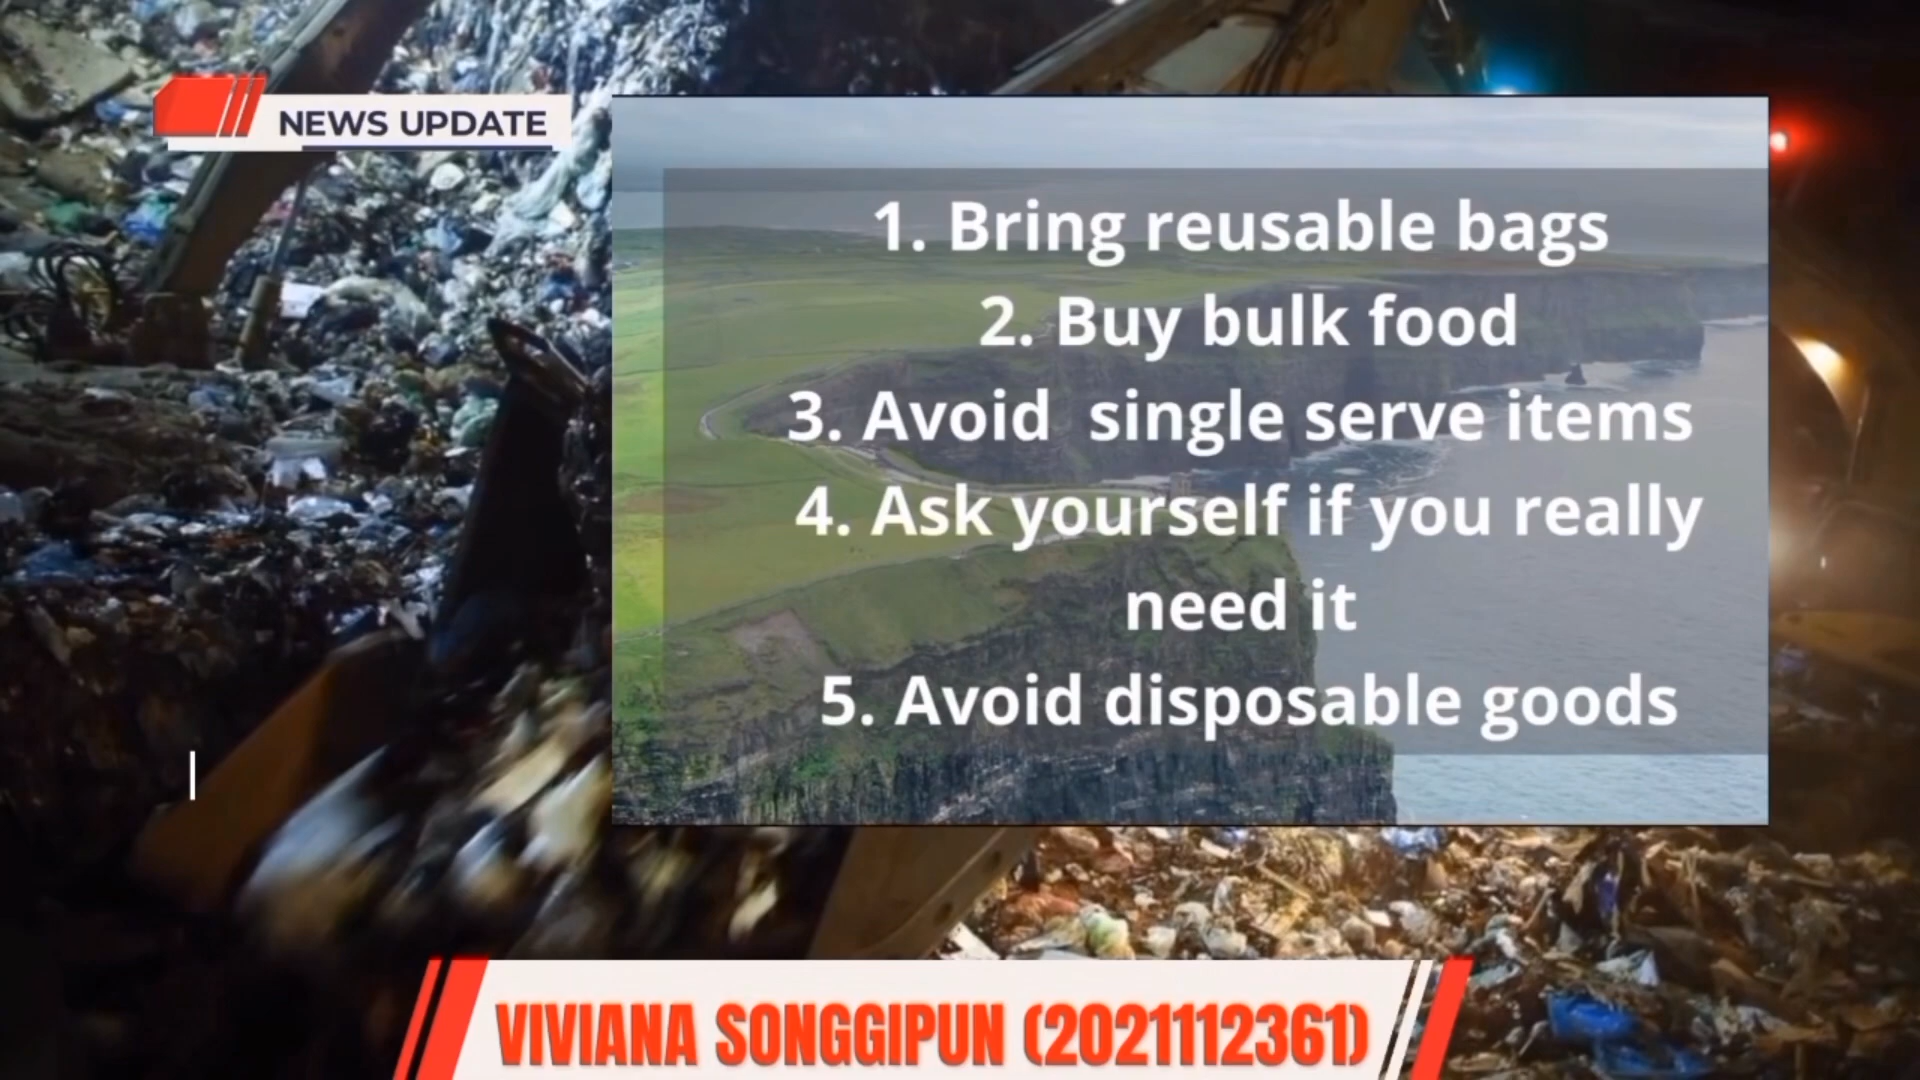 NEWS UPDATE
1. Bring reusable bags
2. Buy bulk food
3. Avoid  single serve items
4. Ask yourself if you really
need it
5. Avoid disposable goods
VIVIANA SONGGIPUN (2021112361)